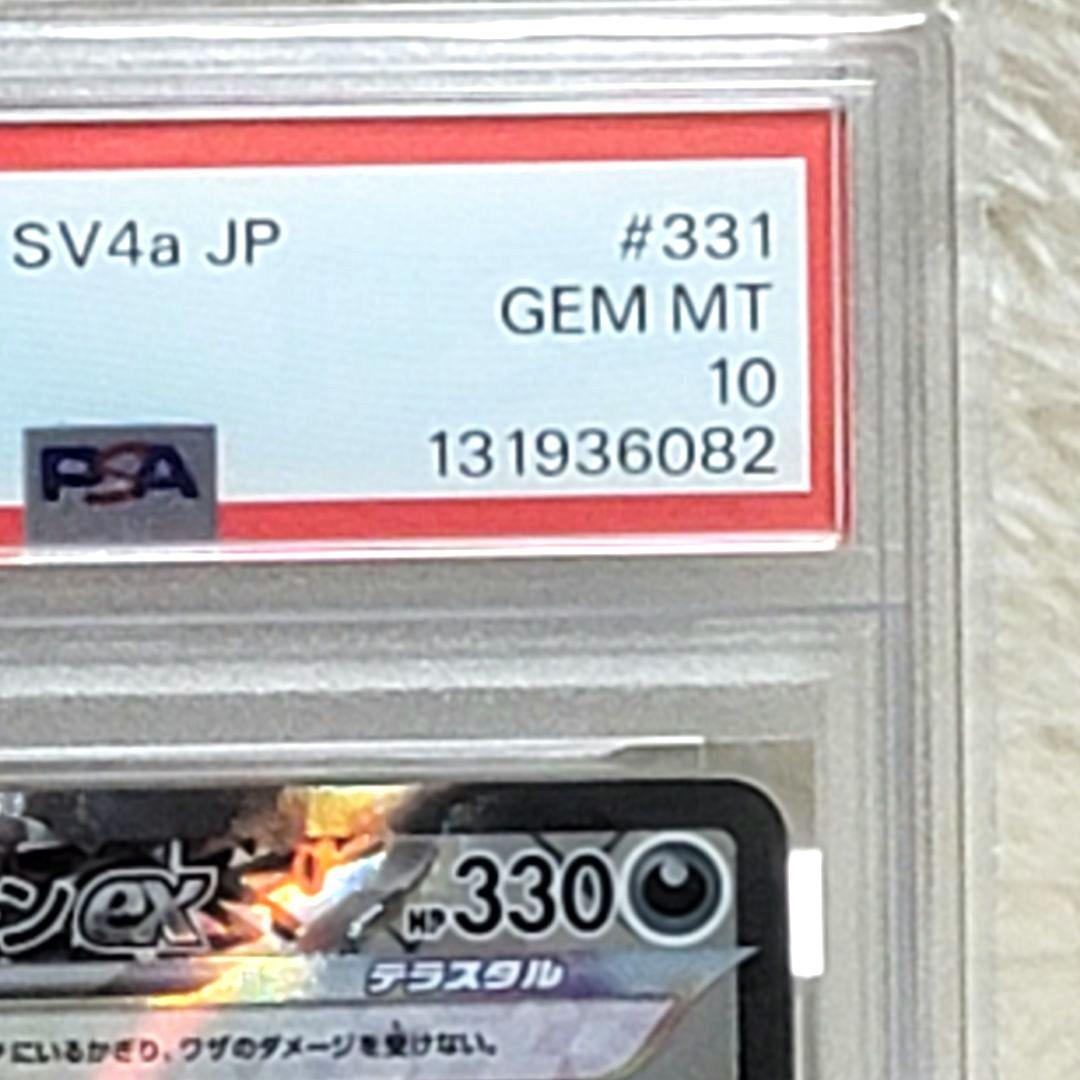 SV4a JP #331
GEM MT
10
131936082
PSA
ンex HP330
テラスタル
にいるかぎり、ワザのダメージを受けない。